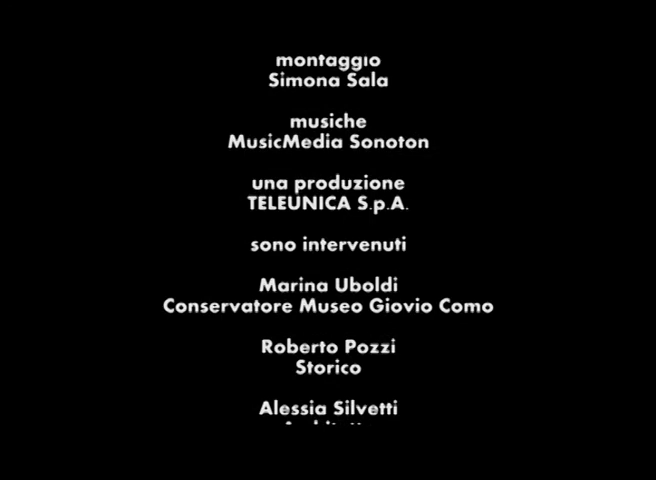 montaggio
Simona Sala
musiche
MusicMedia Sonoton
una produzione
TELEUNICA S.p.A.
sono intervenuti
Marina Uboldi
Conservatore Museo Giovio Como
Roberto Pozzi
Storico
Alessia Silvetti